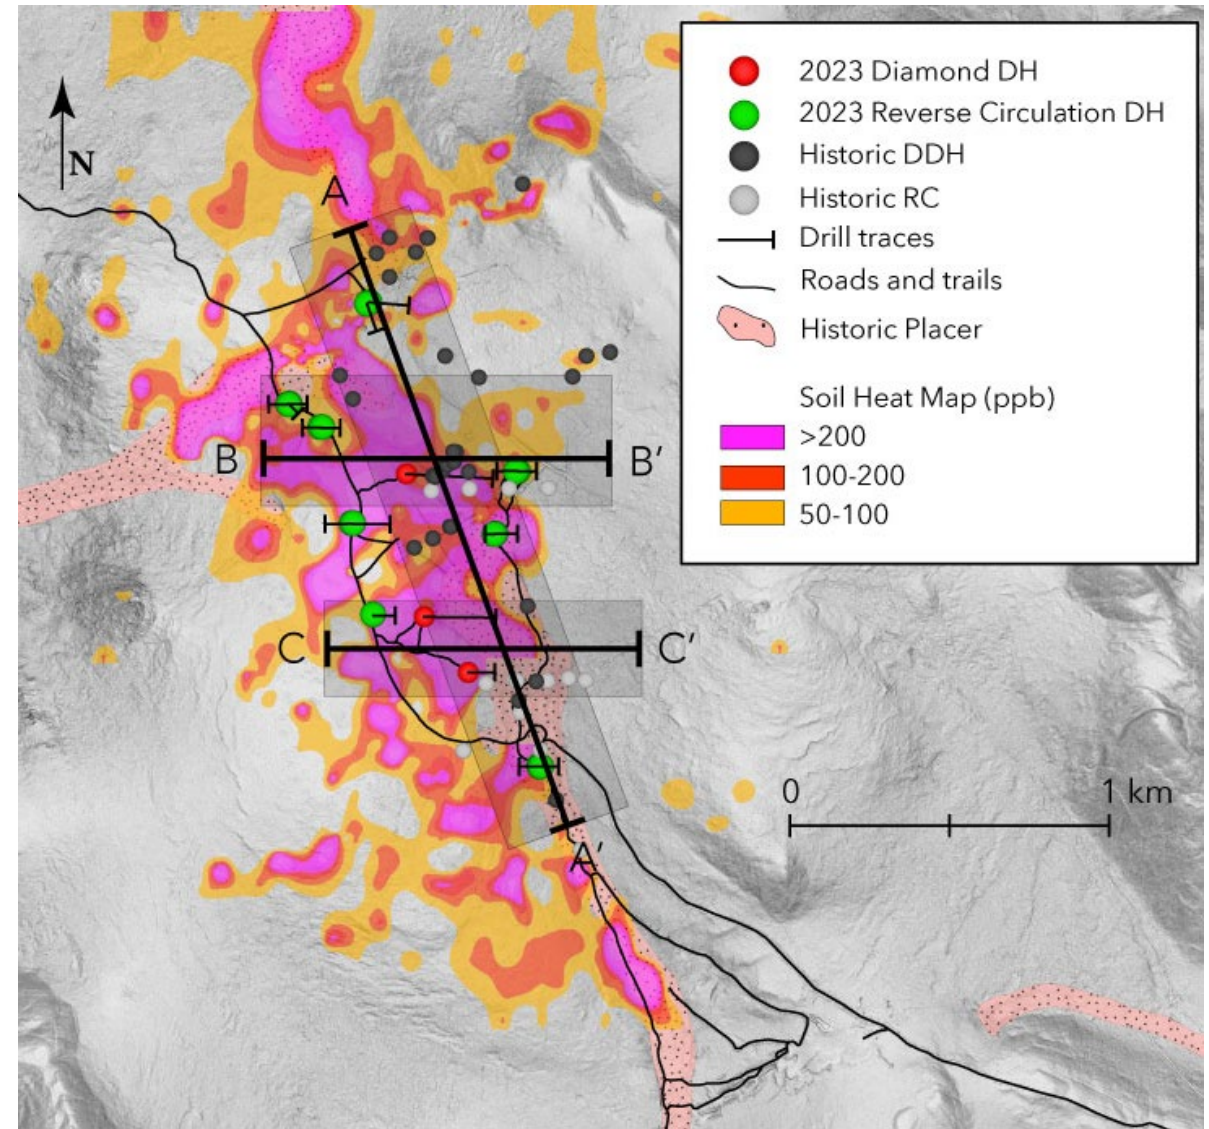 2023 Diamond DH
2023 Reverse Circulation DH
Historic DDH
Historic RC
Drill traces
Roads and trails
Historic Placer
Soil Heat Map (ppb)
>200
100-200
50-100
N
A
B
B′
C
C′
0
1 km
A′